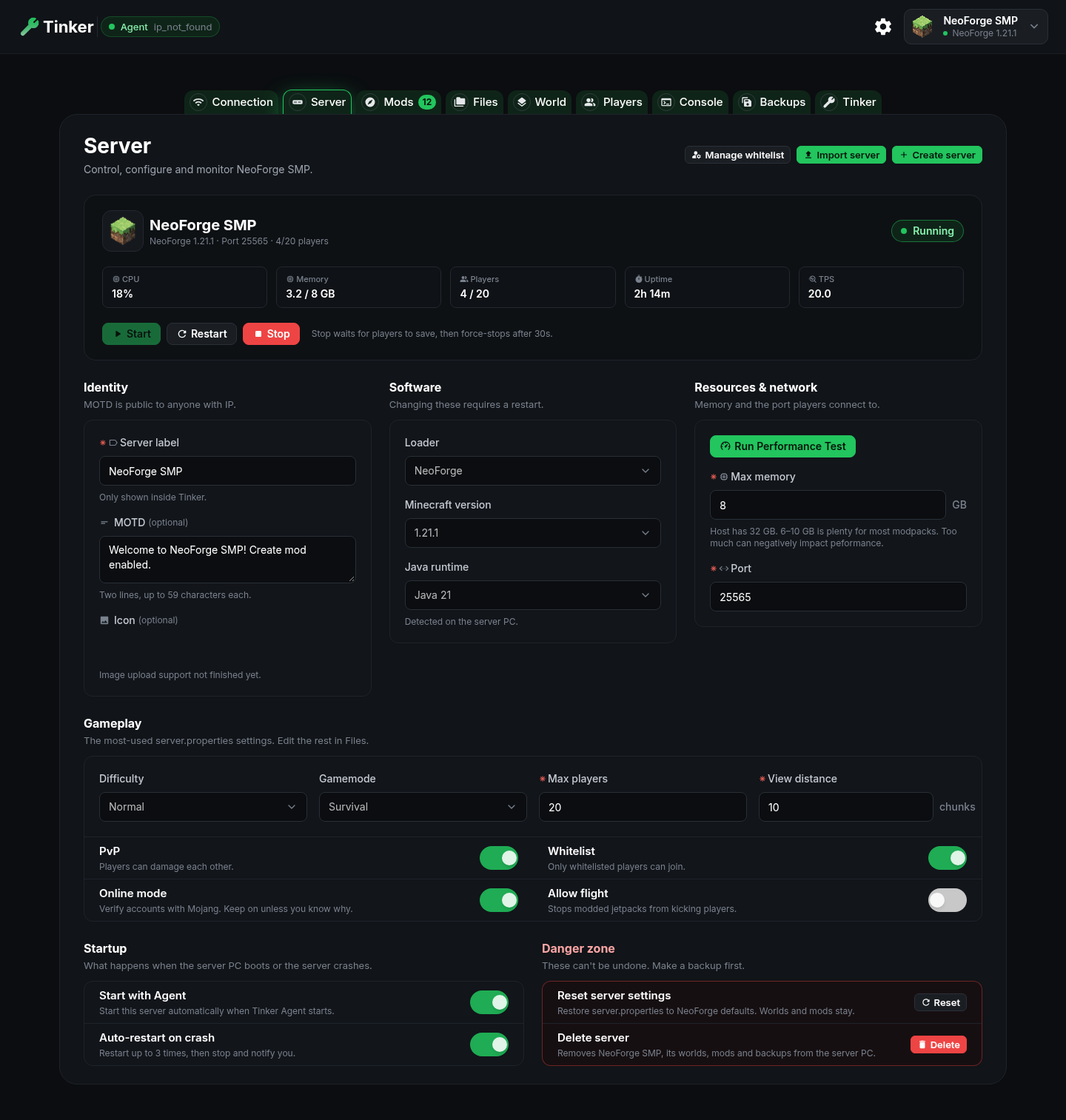 Tinker
Agent ip_not_found
NeoForge SMP
NeoForge 1.21.1
Connection
Server
Mods 12
Files
World
Players
Console
Backups
Tinker
Server
Control, configure and monitor NeoForge SMP.
Manage whitelist
Import server
Create server
NeoForge SMP
NeoForge 1.21.1 · Port 25565 · 4/20 players
Running
CPU
18%
Memory
3.2 / 8 GB
Players
4 / 20
Uptime
2h 14m
TPS
20.0
Start
Restart
Stop
Stop waits for players to save, then force-stops after 30s.
Identity
MOTD is public to anyone with IP.
* Server label
NeoForge SMP
Only shown inside Tinker.
MOTD (optional)
Welcome to NeoForge SMP! Create mod
enabled.
Two lines, up to 59 characters each.
Icon (optional)
Image upload support not finished yet.
Software
Changing these requires a restart.
Loader
NeoForge
Minecraft version
1.21.1
Java runtime
Java 21
Detected on the server PC.
Resources & network
Memory and the port players connect to.
Run Performance Test
* Max memory
8
GB
Host has 32 GB. 6–10 GB is plenty for most modpacks. Too
much can negatively impact peformance.
* Port
25565
Gameplay
The most-used server.properties settings. Edit the rest in Files.
Difficulty
Normal
Gamemode
Survival
* Max players
20
* View distance
10
chunks
PvP
Players can damage each other.
Whitelist
Only whitelisted players can join.
Online mode
Verify accounts with Mojang. Keep on unless you know why.
Allow flight
Stops modded jetpacks from kicking players.
Startup
What happens when the server PC boots or the server crashes.
Start with Agent
Start this server automatically when Tinker Agent starts.
Auto-restart on crash
Restart up to 3 times, then stop and notify you.
Danger zone
These can't be undone. Make a backup first.
Reset server settings
Restore server.properties to NeoForge defaults. Worlds and mods stay.
Reset
Delete server
Removes NeoForge SMP, its worlds, mods and backups from the server PC.
Delete